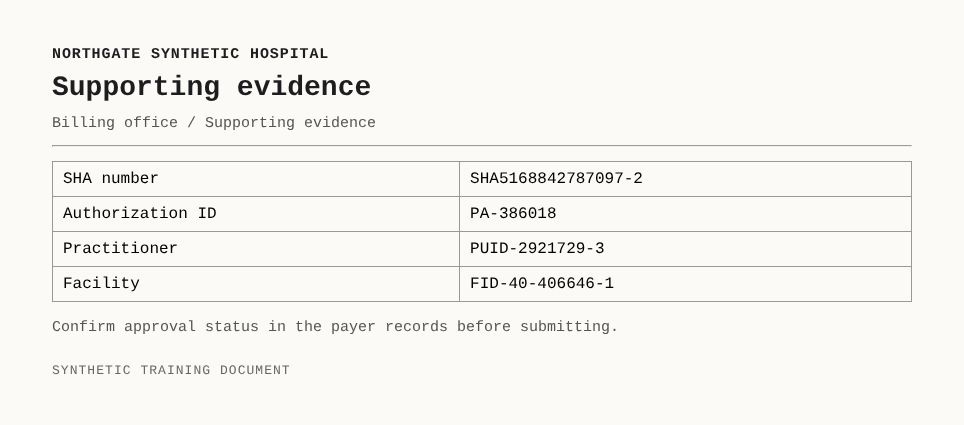 NORTHGATE SYNTHETIC HOSPITAL
Supporting evidence
Billing office / Supporting evidence
SHA number SHA5168842787097-2
Authorization ID PA-386018
Practitioner PUID-2921729-3
Facility FID-40-406646-1
Confirm approval status in the payer records before submitting.
SYNTHETIC TRAINING DOCUMENT